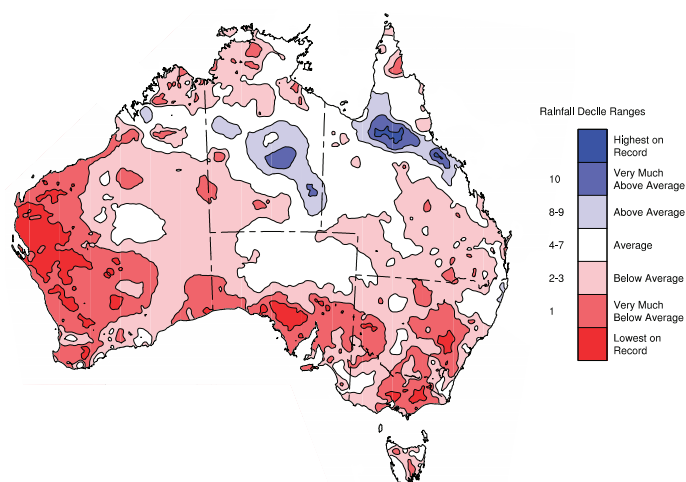 Rainfall Decile Ranges
Highest on
Record
10
Very Much
Above Average
8-9
Above Average
4-7
Average
2-3
Below Average
1
Very Much
Below Average
Lowest on
Record